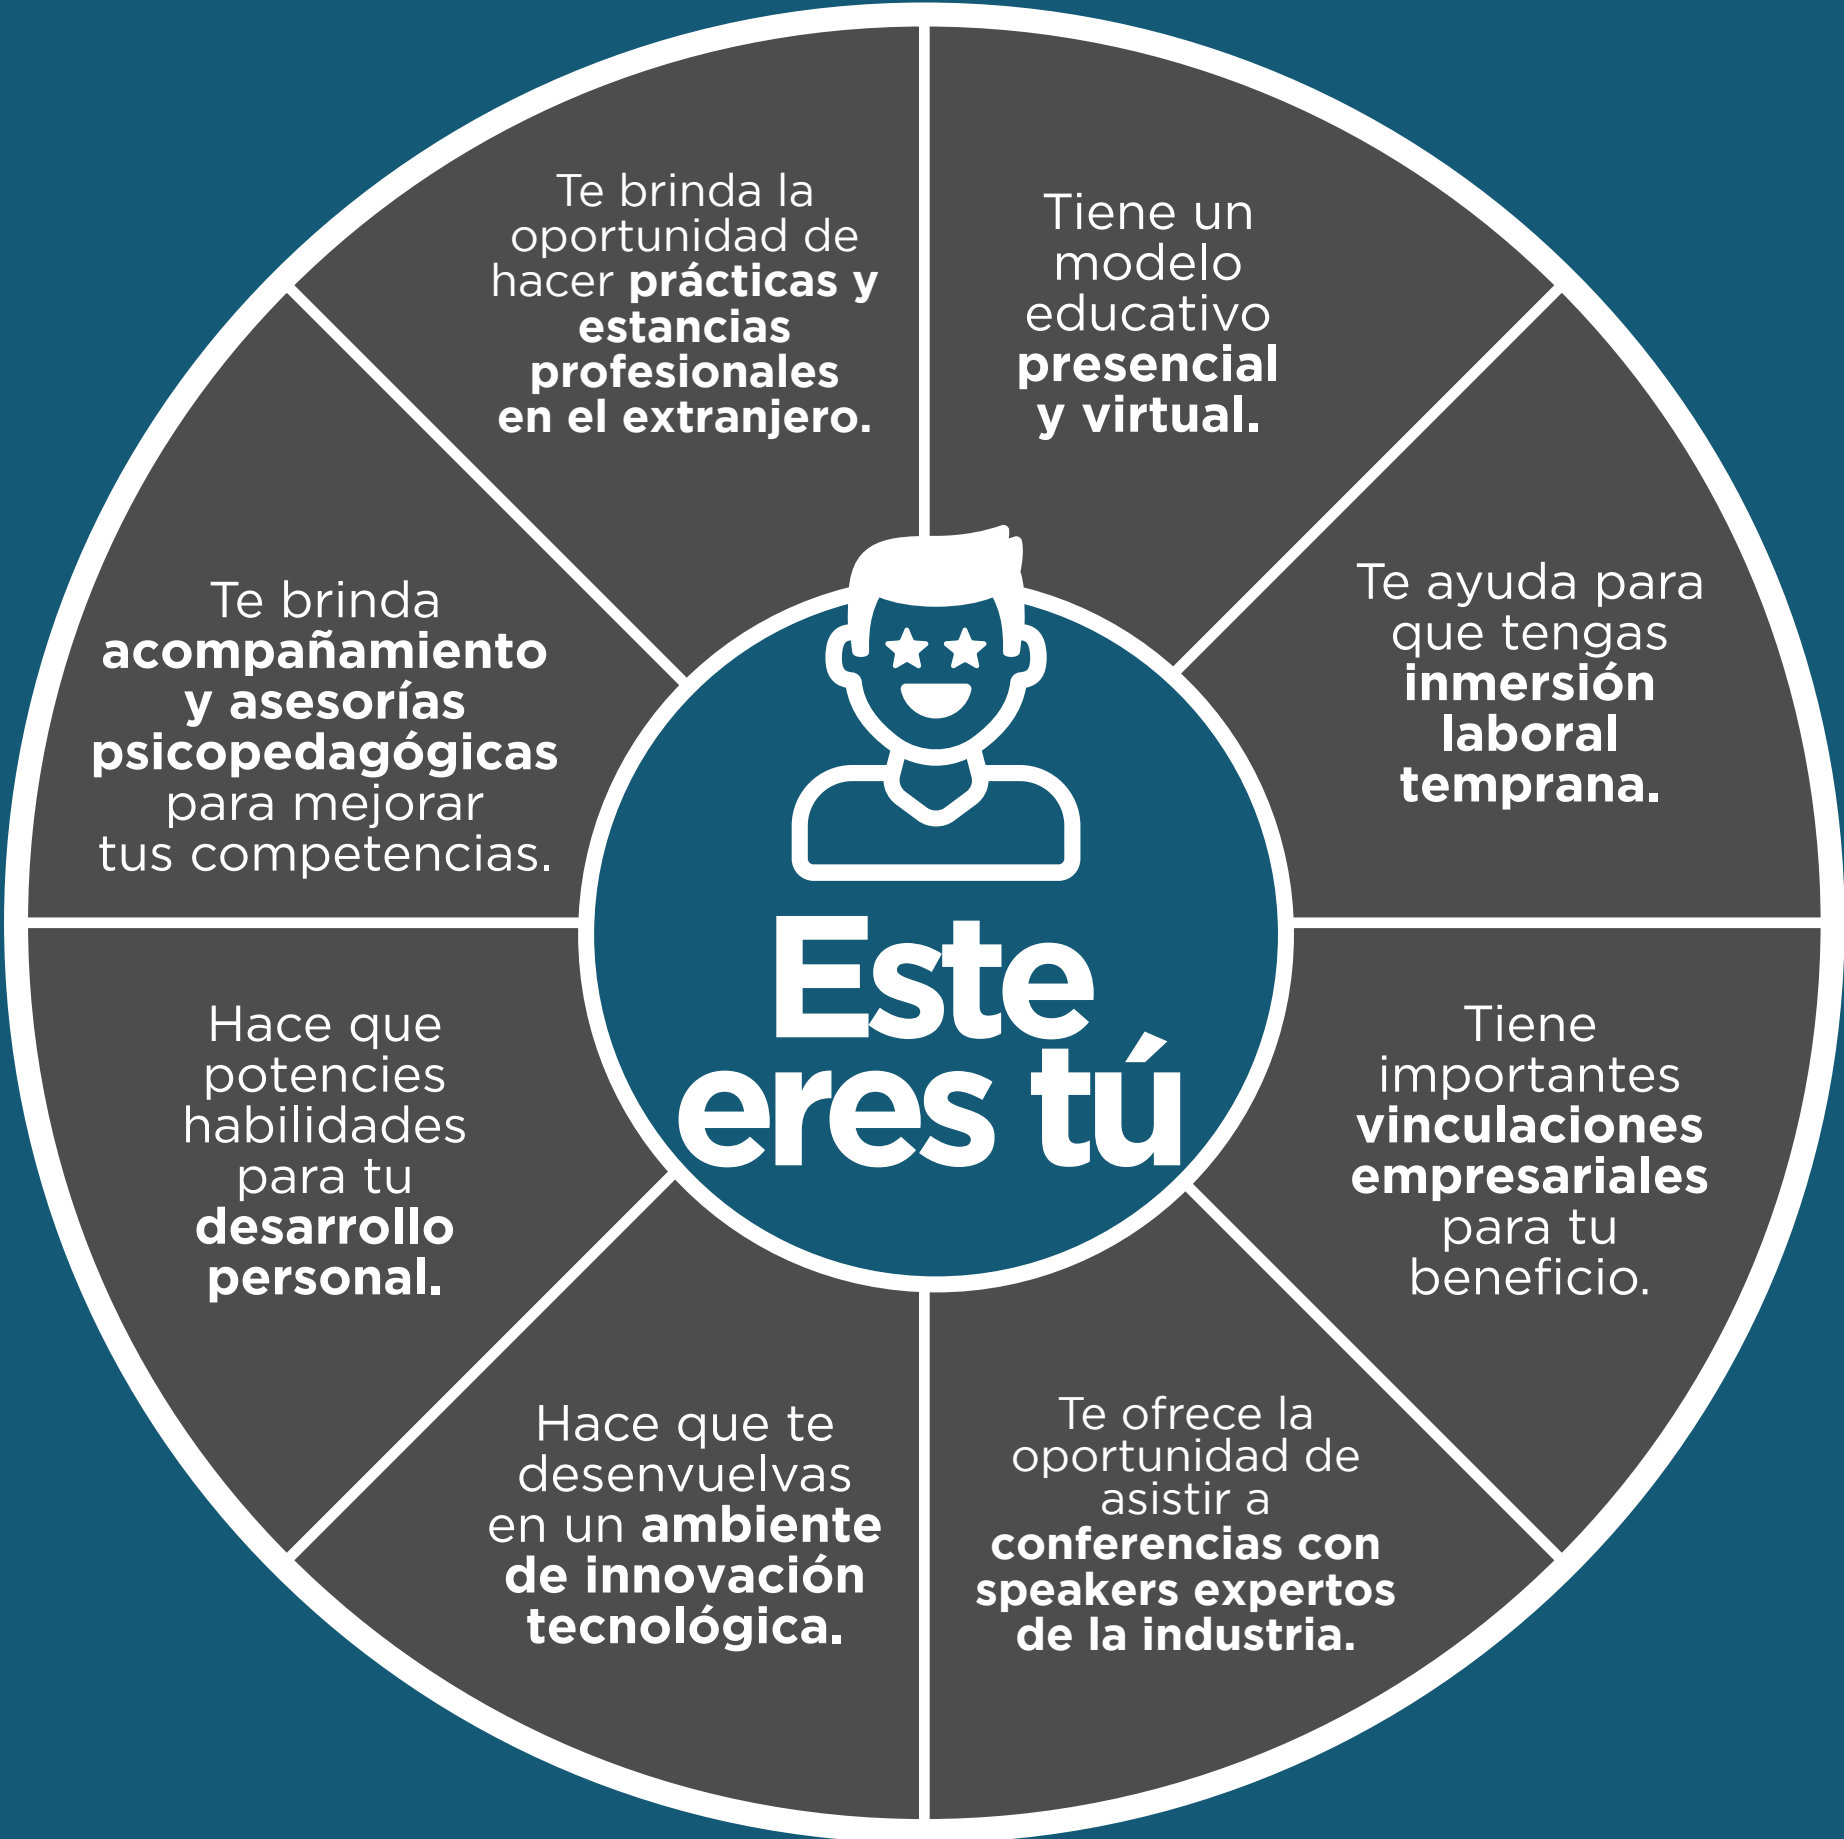 Te brinda la
oportunidad de
hacer prácticas y
estancias
profesionales
en el extranjero.
Tiene un
modelo
educativo
presencial
y virtual.
Te ayuda para
que tengas
inmersión
laboral
temprana.
Tiene
importantes
vinculaciones
empresariales
para tu
beneficio.
Te ofrece la
oportunidad de
asistir a
conferencias con
speakers expertos
de la industria.
Hace que te
desenvuelvas
en un ambiente
de innovación
tecnológica.
Hace que
potencies
habilidades
para tu
desarrollo
personal.
Te brinda
acompañamiento
y asesorías
psicopedagógicas
para mejorar
tus competencias.
Este
eres tú